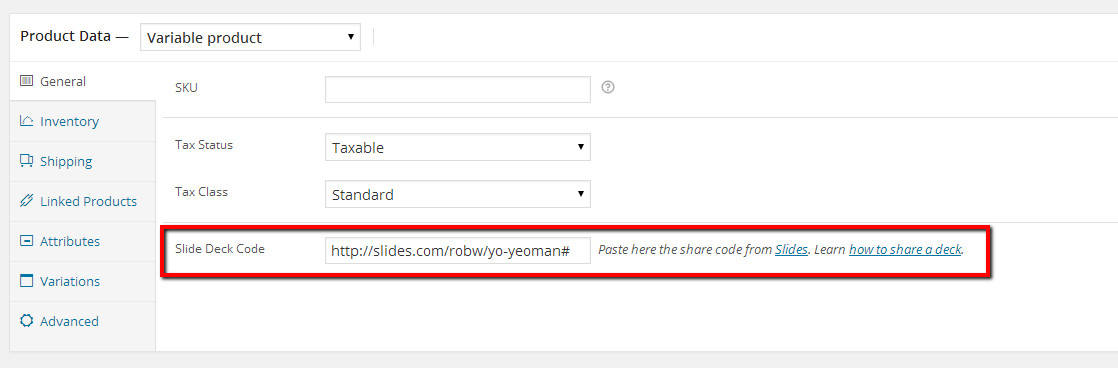 Product Data — Variable product
General
Inventory
Shipping
Linked Products
Attributes
Variations
Advanced
SKU
Tax Status Taxable
Tax Class Standard
Slide Deck Code http://slides.com/robw/yo-yeoman# Paste here the share code from Slides. Learn how to share a deck.